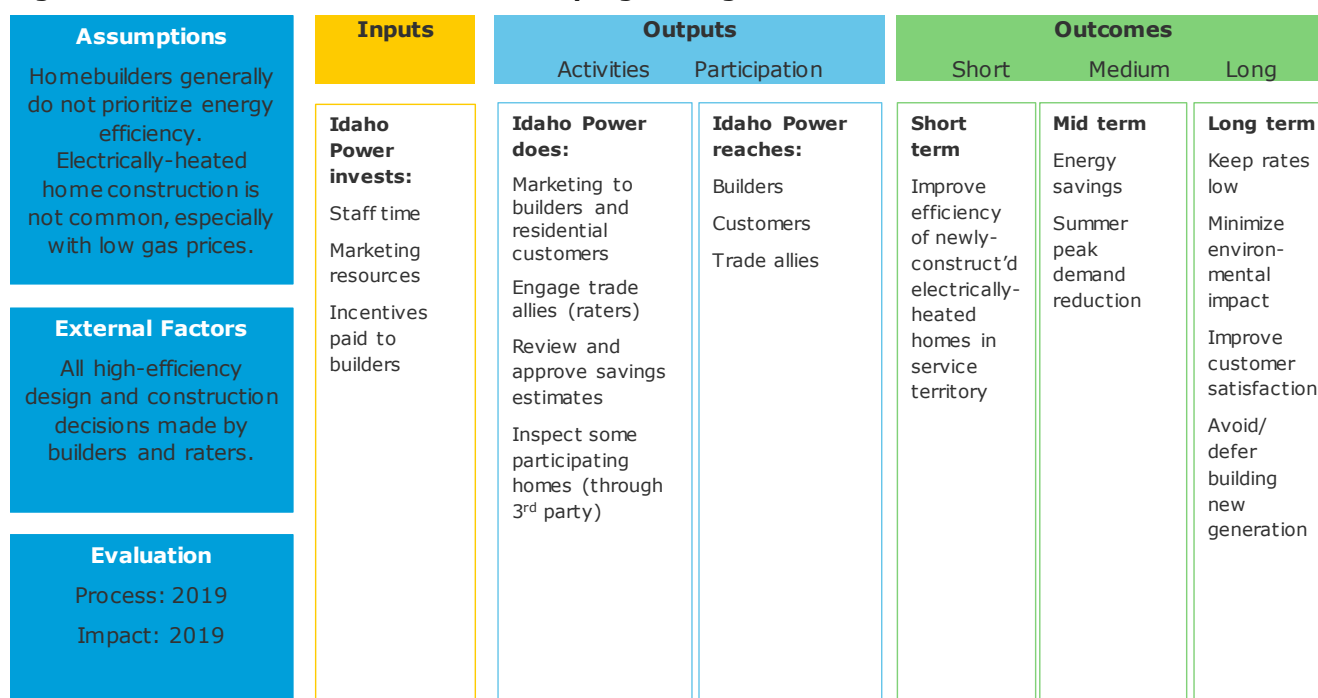 Assumptions
Homebuilders generally
do not prioritize energy
efficiency.
Electrically-heated
home construction is
not common, especially
with low gas prices.
External Factors
All high-efficiency
design and construction
decisions made by
builders and raters.
Evaluation
Process: 2019
Impact: 2019
Inputs
Idaho
Power
invests:
Staff time
Marketing
resources
Incentives
paid to
builders
Outputs
Activities Participation
Idaho Power
does:
Marketing to
builders and
residential
customers
Engage trade
allies (raters)
Review and
approve savings
estimates
Inspect some
participating
homes (through
3rd party)
Idaho Power
reaches:
Builders
Customers
Trade allies
Outcomes
Short Medium Long
Short
term
Improve
efficiency
of newly-
construct'd
electrically-
heated
homes in
service
territory
Mid term
Energy
savings
Summer
peak
demand
reduction
Long term
Keep rates
low
Minimize
environ-
mental
impact
Improve
customer
satisfaction
Avoid/
defer
building
new
generation